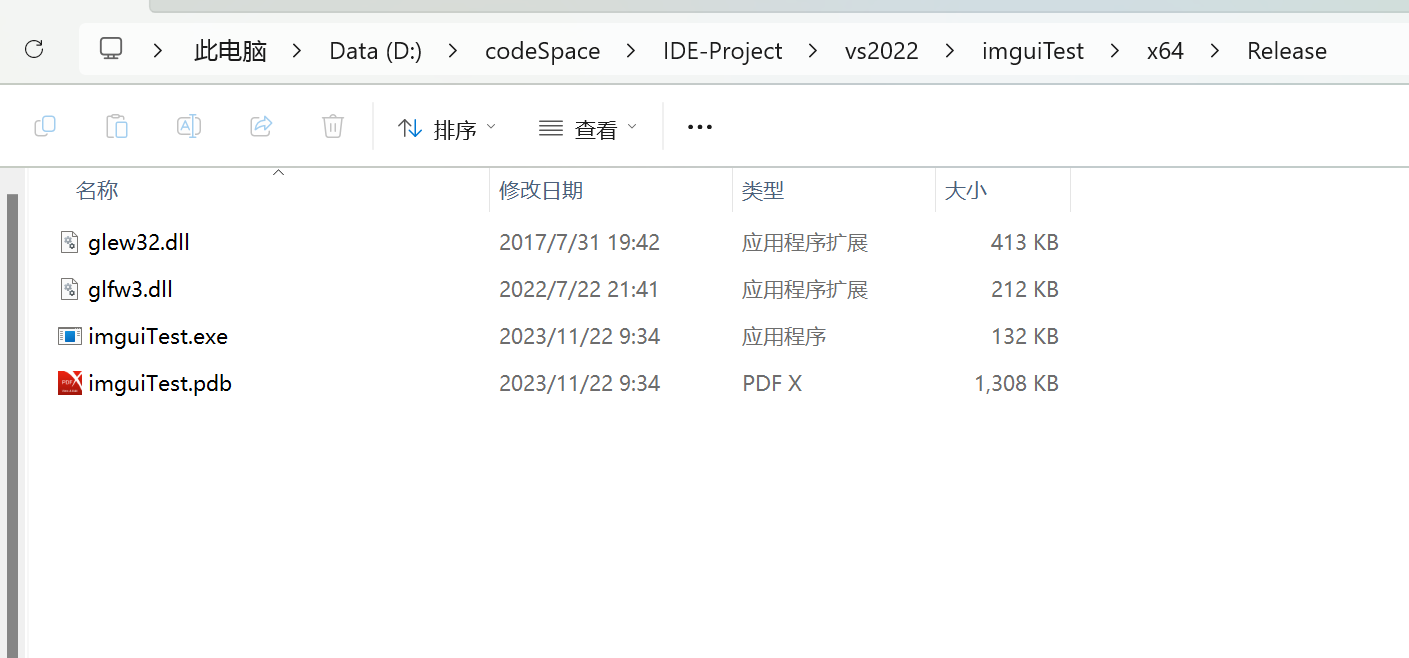 此电脑 > Data (D:) > codeSpace > IDE-Project > vs2022 > imguiTest > x64 > Release
排序 查看
名称 修改日期 类型 大小
glew32.dll 2017/7/31 19:42 应用程序扩展 413 KB
glfw3.dll 2022/7/22 21:41 应用程序扩展 212 KB
imguiTest.exe 2023/11/22 9:34 应用程序 132 KB
imguiTest.pdb 2023/11/22 9:34 PDF X 1,308 KB